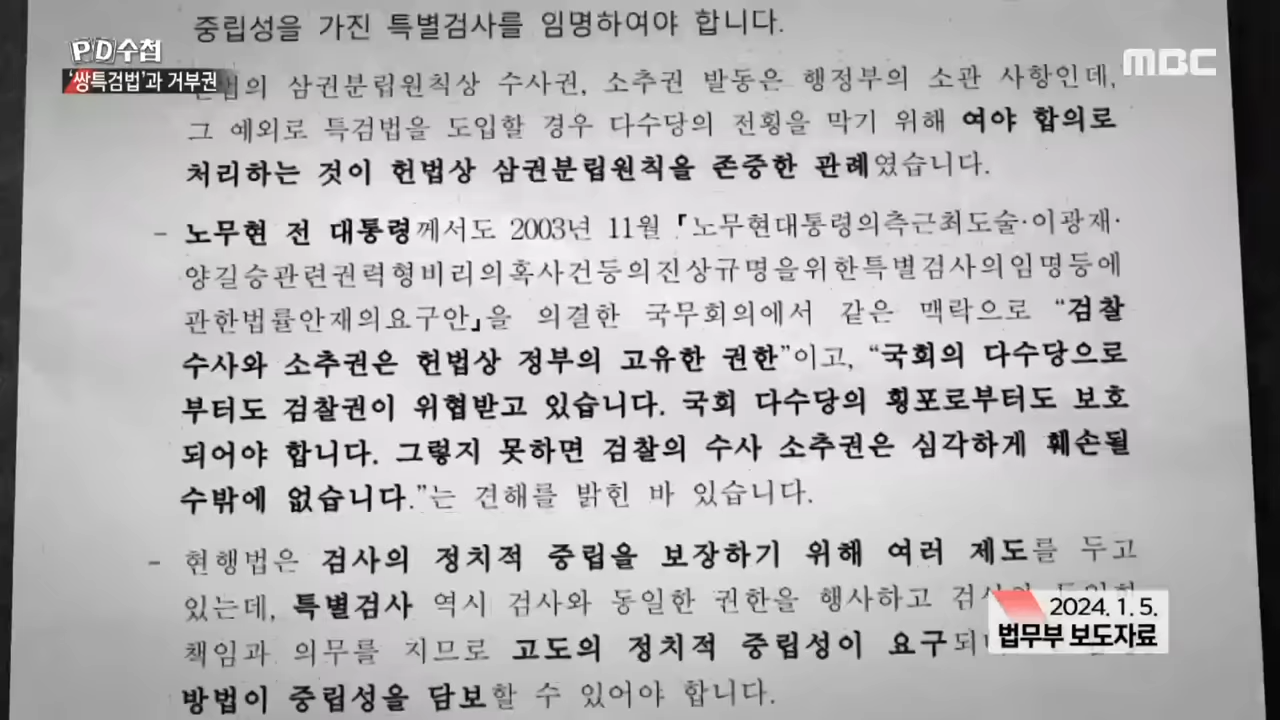 중립성을 가진 특별검사를 임명하여야 합니다.
PD수첩
'쌍특검법'과 거부권
MBC
삼권분립원칙상 수사권, 소추권 발동은 행정부의 소관 사항인데,
그 예외로 특검법을 도입할 경우 다수당의 전횡을 막기 위해 여야 합의로
처리하는 것이 헌법상 삼권분립원칙을 존중한 관례였습니다.
- 노무현 전 대통령께서도 2003년 11월 「노무현대통령의측근최도술·이광재·
양길승관련권력형비리의혹사건등의진상규명을위한특별검사의임명등에
관한법률안재의요구안」을 의결한 국무회의에서 같은 맥락으로 “검찰
수사와 소추권은 헌법상 정부의 고유한 권한”이고, “국회의 다수당으로
부터도 검찰권이 위협받고 있습니다. 국회 다수당의 횡포로부터도 보호
되어야 합니다. 그렇지 못하면 검찰의 수사 소추권은 심각하게 훼손될
수밖에 없습니다.”는 견해를 밝힌 바 있습니다.
- 현행법은 검사의 정치적 중립을 보장하기 위해 여러 제도를 두고
있는데, 특별검사 역시 검사와 동일한 권한을 행사하고
책임과 의무를 지므로 고도의 정치적 중립성이 요구
방법이 중립성을 담보할 수 있어야 합니다.
2024. 1. 5.
법무부 보도자료